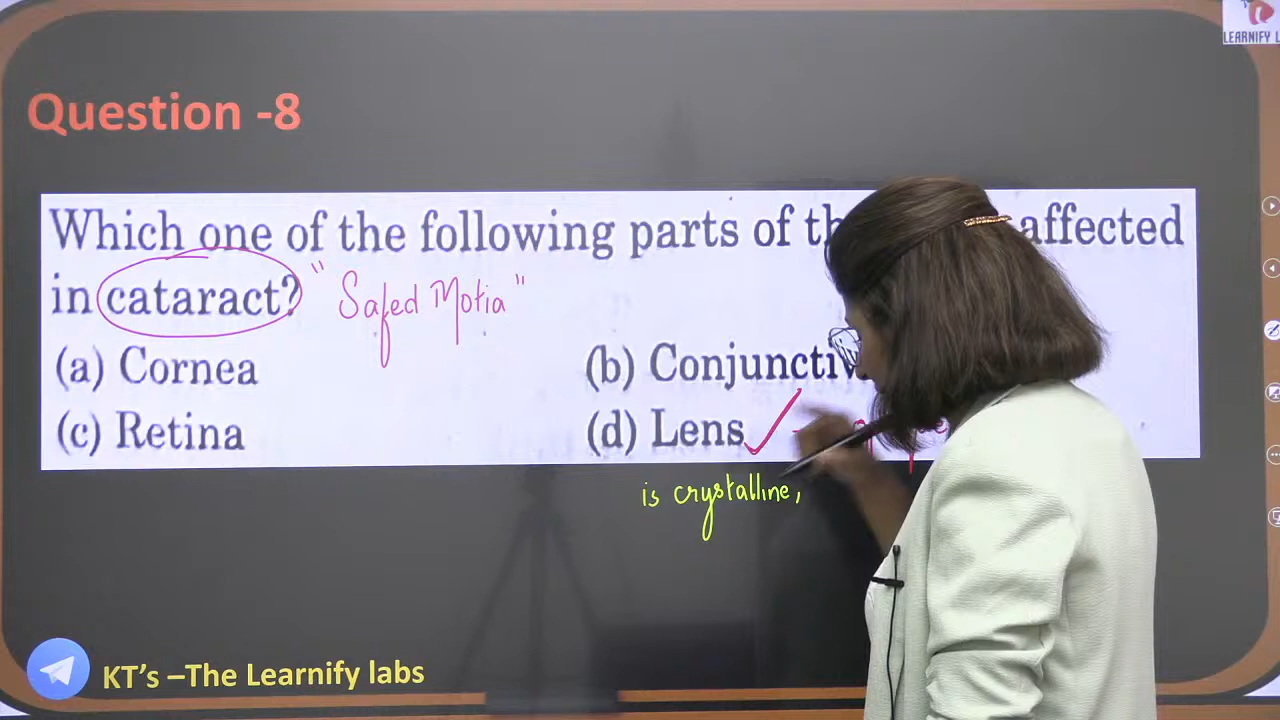 LEARNIFY L
Question -8
Which one of the following parts of th affected
in cataract? "Safed Motia"
(a) Cornea (b) Conjunctiv
(c) Retina (d) Lens
is crystalline,
KT's –The Learnify labs